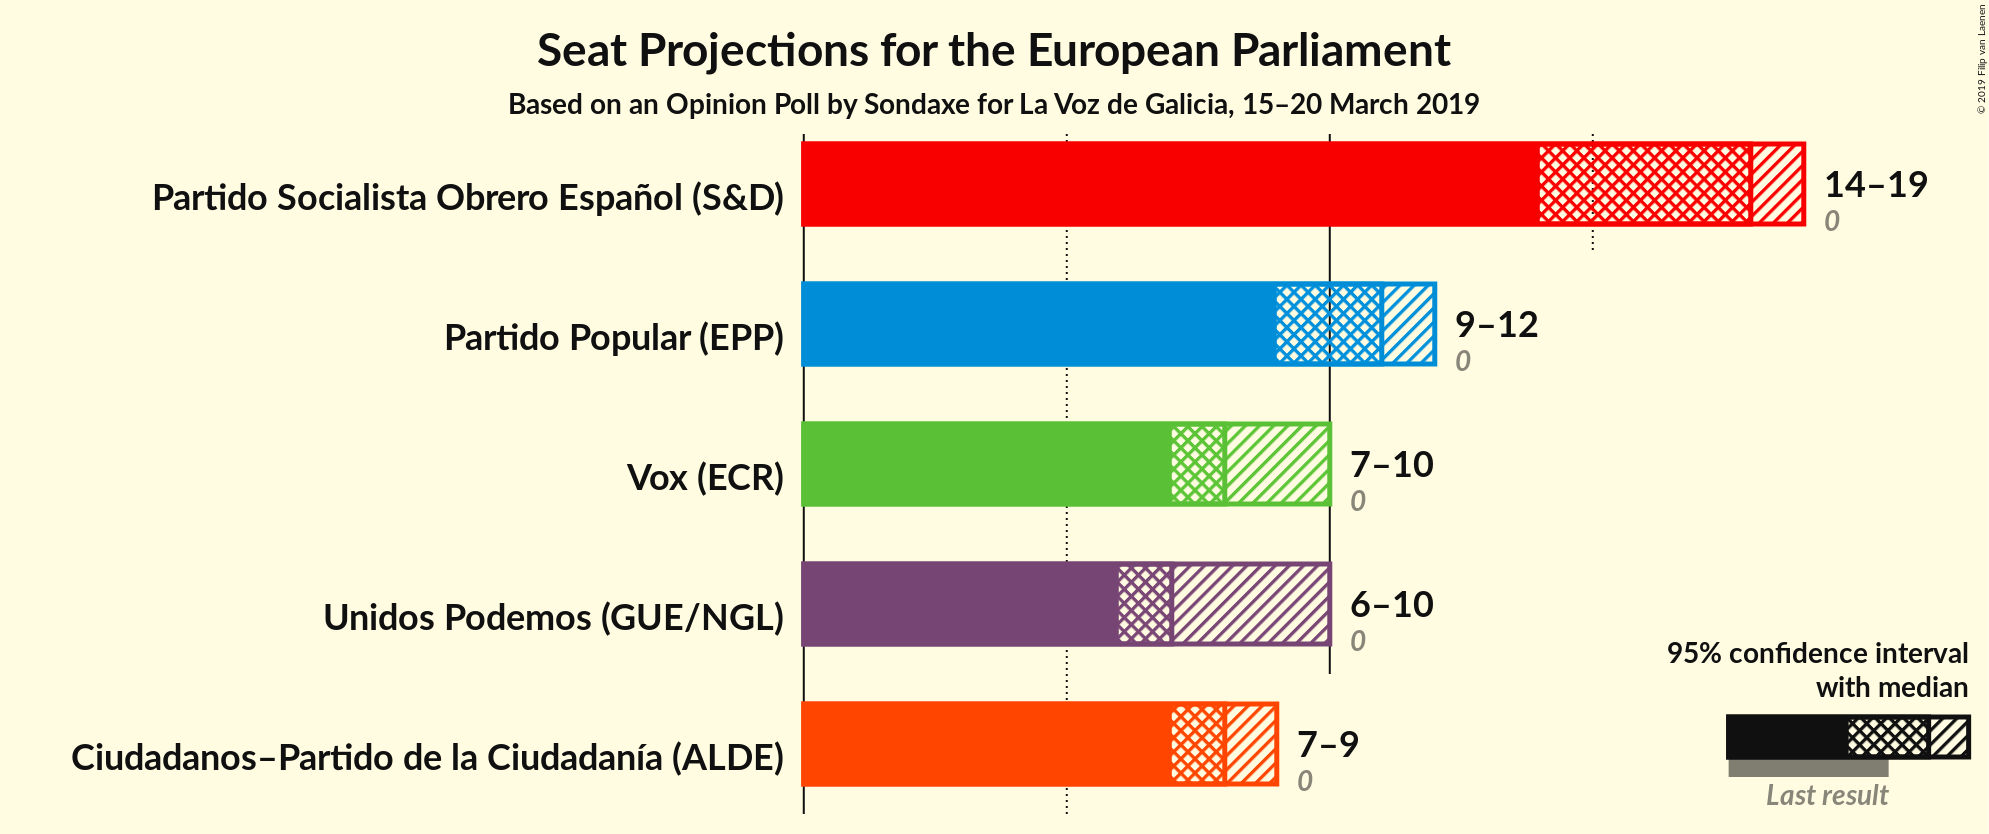 Seat Projections for the European Parliament
Based on an Opinion Poll by Sondaxe for La Voz de Galicia, 15–20 March 2019
© 2019 Filip van Laenen
Partido Socialista Obrero Español (S&D)
14–19
0
Partido Popular (EPP)
9–12
0
Vox (ECR)
7–10
0
Unidos Podemos (GUE/NGL)
6–10
0
Ciudadanos–Partido de la Ciudadanía (ALDE)
7–9
0
95% confidence interval
with median
Last result